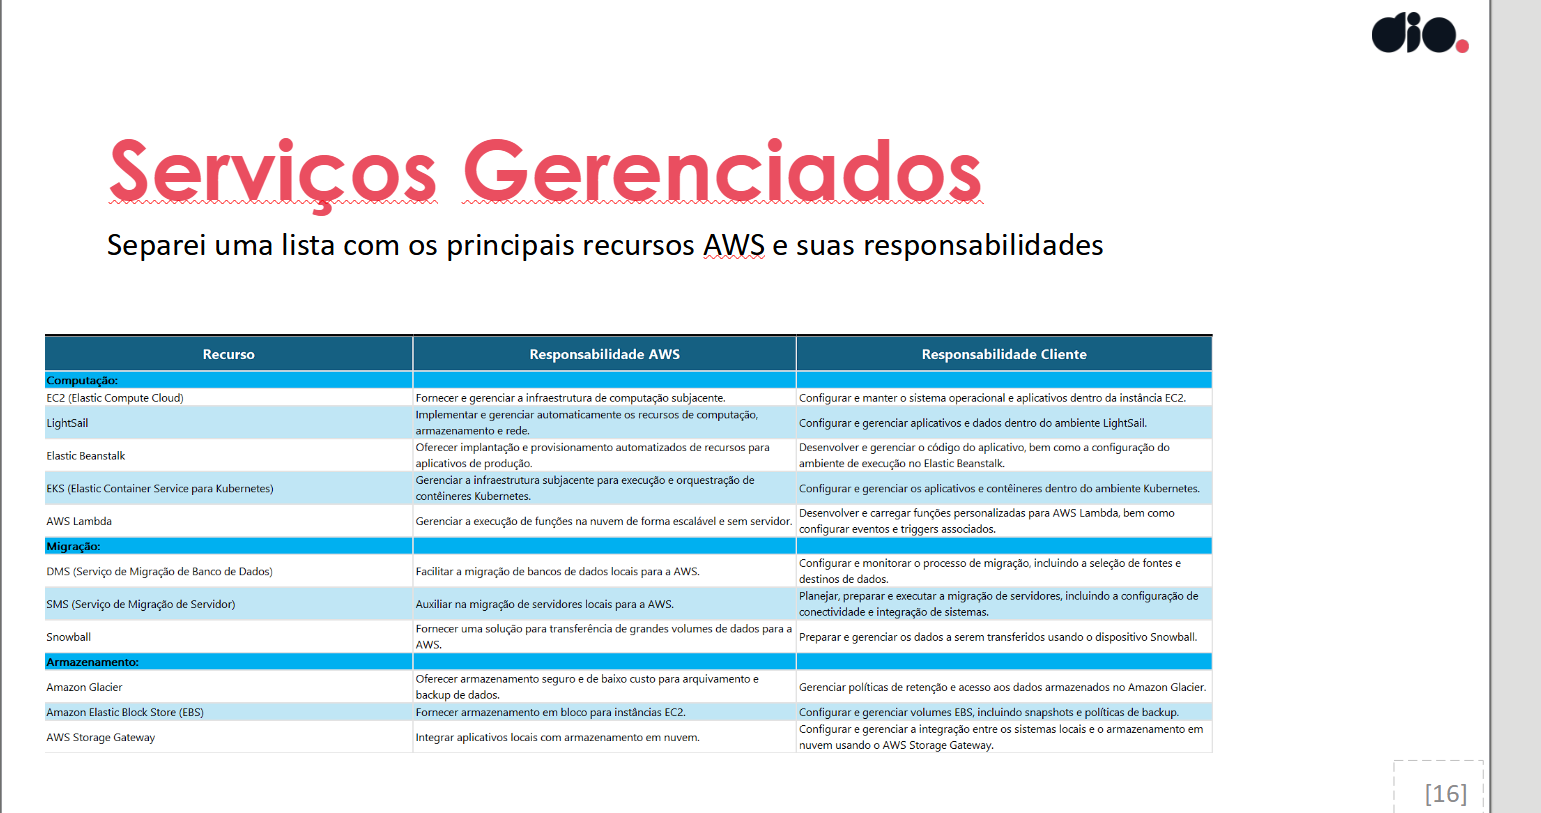 dio.
Serviços Gerenciados
Separei uma lista com os principais recursos AWS e suas responsabilidades
Recurso Responsabilidade AWS Responsabilidade Cliente
Computação:
EC2 (Elastic Compute Cloud) Fornecer e gerenciar a infraestrutura de computação subjacente. Configurar e manter o sistema operacional e aplicativos dentro da instância EC2.
LightSail
Implementar e gerenciar automaticamente os recursos de computação,
armazenamento e rede.
Configurar e gerenciar aplicativos e dados dentro do ambiente LightSail.
Elastic Beanstalk
Oferecer implantação e provisionamento automatizados de recursos para
aplicativos de produção.
Desenvolver e gerenciar o código do aplicativo, bem como a configuração do
ambiente de execução no Elastic Beanstalk.
EKS (Elastic Container Service para Kubernetes)
Gerenciar a infraestrutura subjacente para execução e orquestração de
contêineres Kubernetes.
Configurar e gerenciar os aplicativos e contêineres dentro do ambiente Kubernetes.
AWS Lambda
Gerenciar a execução de funções na nuvem de forma escalável e sem servidor.
Desenvolver e carregar funções personalizadas para AWS Lambda, bem como
configurar eventos e triggers associados.
Migração:
DMS (Serviço de Migração de Banco de Dados)
Facilitar a migração de bancos de dados locais para a AWS.
Configurar e monitorar o processo de migração, incluindo a seleção de fontes e
destinos de dados.
SMS (Serviço de Migração de Servidor)
Auxiliar na migração de servidores locais para a AWS.
Planejar, preparar e executar a migração de servidores, incluindo a configuração de
conectividade e integração de sistemas.
Snowball
Fornecer uma solução para transferência de grandes volumes de dados para a
AWS.
Preparar e gerenciar os dados a serem transferidos usando o dispositivo Snowball.
Armazenamento:
Amazon Glacier
Oferecer armazenamento seguro e de baixo custo para arquivamento e
backup de dados.
Gerenciar políticas de retenção e acesso aos dados armazenados no Amazon Glacier.
Amazon Elastic Block Store (EBS) Fornecer armazenamento em bloco para instâncias EC2. Configurar e gerenciar volumes EBS, incluindo snapshots e políticas de backup.
AWS Storage Gateway
Integrar aplicativos locais com armazenamento em nuvem.
Configurar e gerenciar a integração entre os sistemas locais e o armazenamento em
nuvem usando o AWS Storage Gateway.
[16]